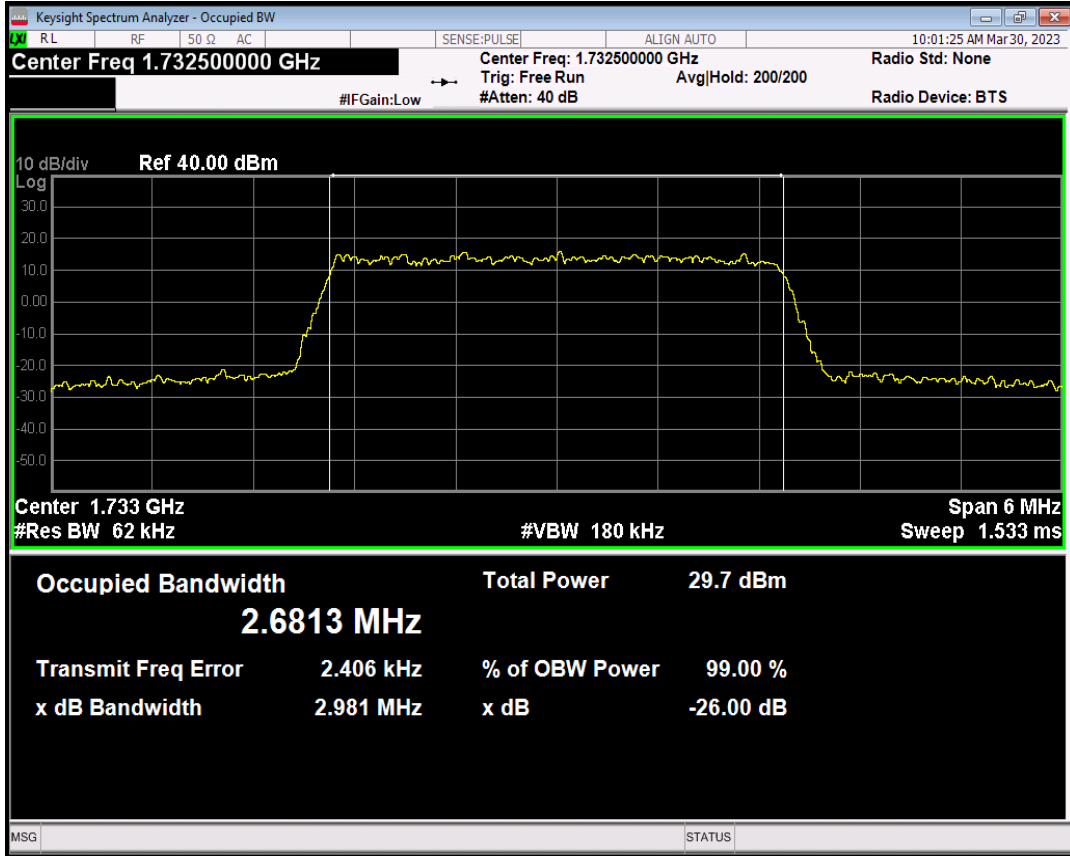 Keysight Spectrum Analyzer - Occupied BW
LXI RL RF 50 Ω AC SENSE:PULSE ALIGN AUTO 10:01:25 AM Mar 30, 2023
Center Freq 1.732500000 GHz Center Freq: 1.732500000 GHz Radio Std: None
Trig: Free Run Avg|Hold: 200/200
#IFGain:Low #Atten: 40 dB Radio Device: BTS
10 dB/div Ref 40.00 dBm
Log
30.0
20.0
10.0
0.00
-10.0
-20.0
-30.0
-40.0
-50.0
Center 1.733 GHz Span 6 MHz
#Res BW 62 kHz #VBW 180 kHz Sweep 1.533 ms
Occupied Bandwidth Total Power 29.7 dBm
2.6813 MHz
Transmit Freq Error 2.406 kHz % of OBW Power 99.00 %
x dB Bandwidth 2.981 MHz x dB -26.00 dB
MSG STATUS